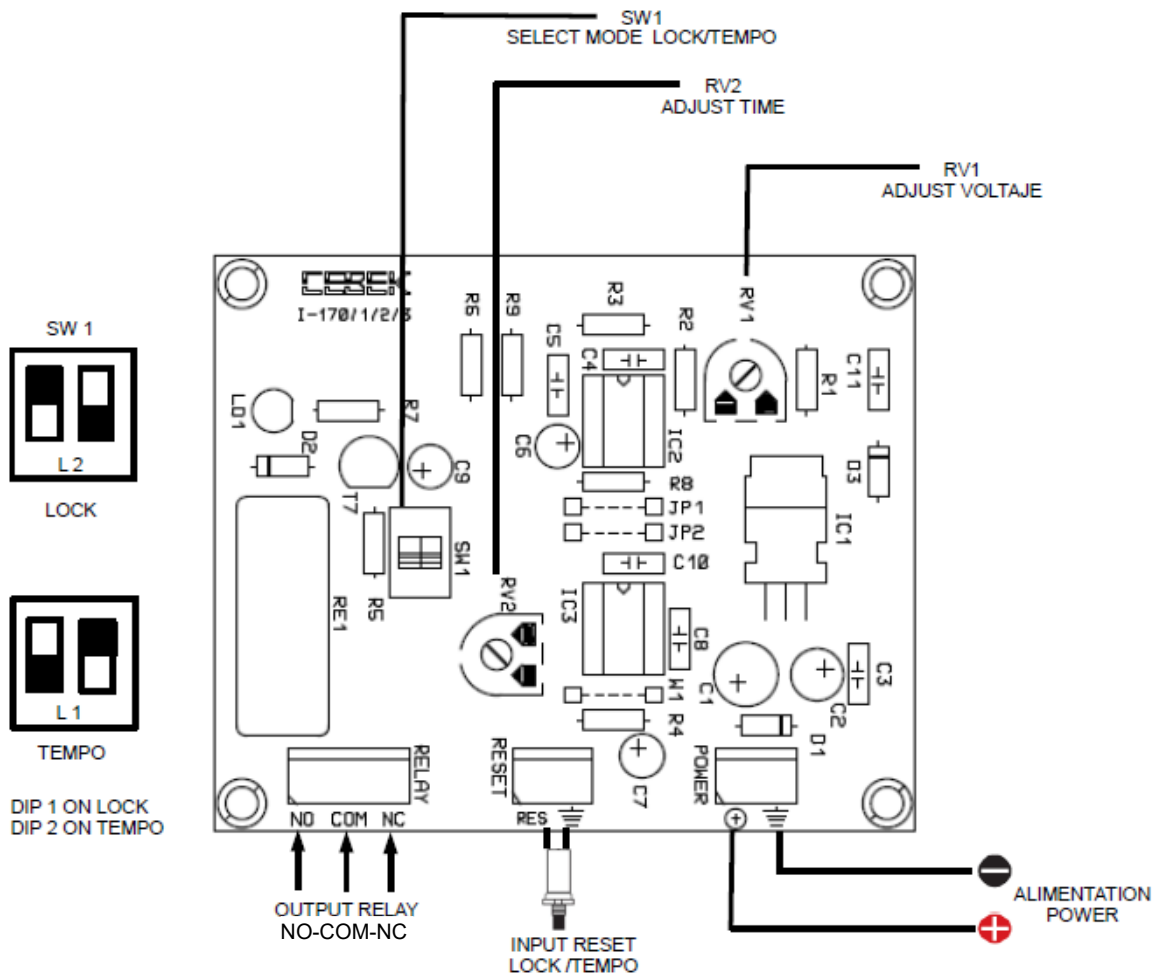 SW1
SELECT MODE LOCK/TEMPO
RV2
ADJUST TIME
RV1
ADJUST VOLTAJE
CEBEK
I-170/1/2/3
SW 1
L 2
LOCK
L 1
TEMPO
DIP 1 ON LOCK
DIP 2 ON TEMPO
R6
R9
R3
C5
C4
R2
RV1
R1
C11
LD1
R7
D2
C6
IC2
C9
D3
T7
R8
JP1
JP2
IC1
SW1
R5
RE1
C10
RV2
IC3
C8
C3
W1
C1
C2
R4
D1
RELAY
RESET
C7
POWER
NO COM NC
RES
OUTPUT RELAY
NO-COM-NC
INPUT RESET
LOCK /TEMPO
ALIMENTATION
POWER